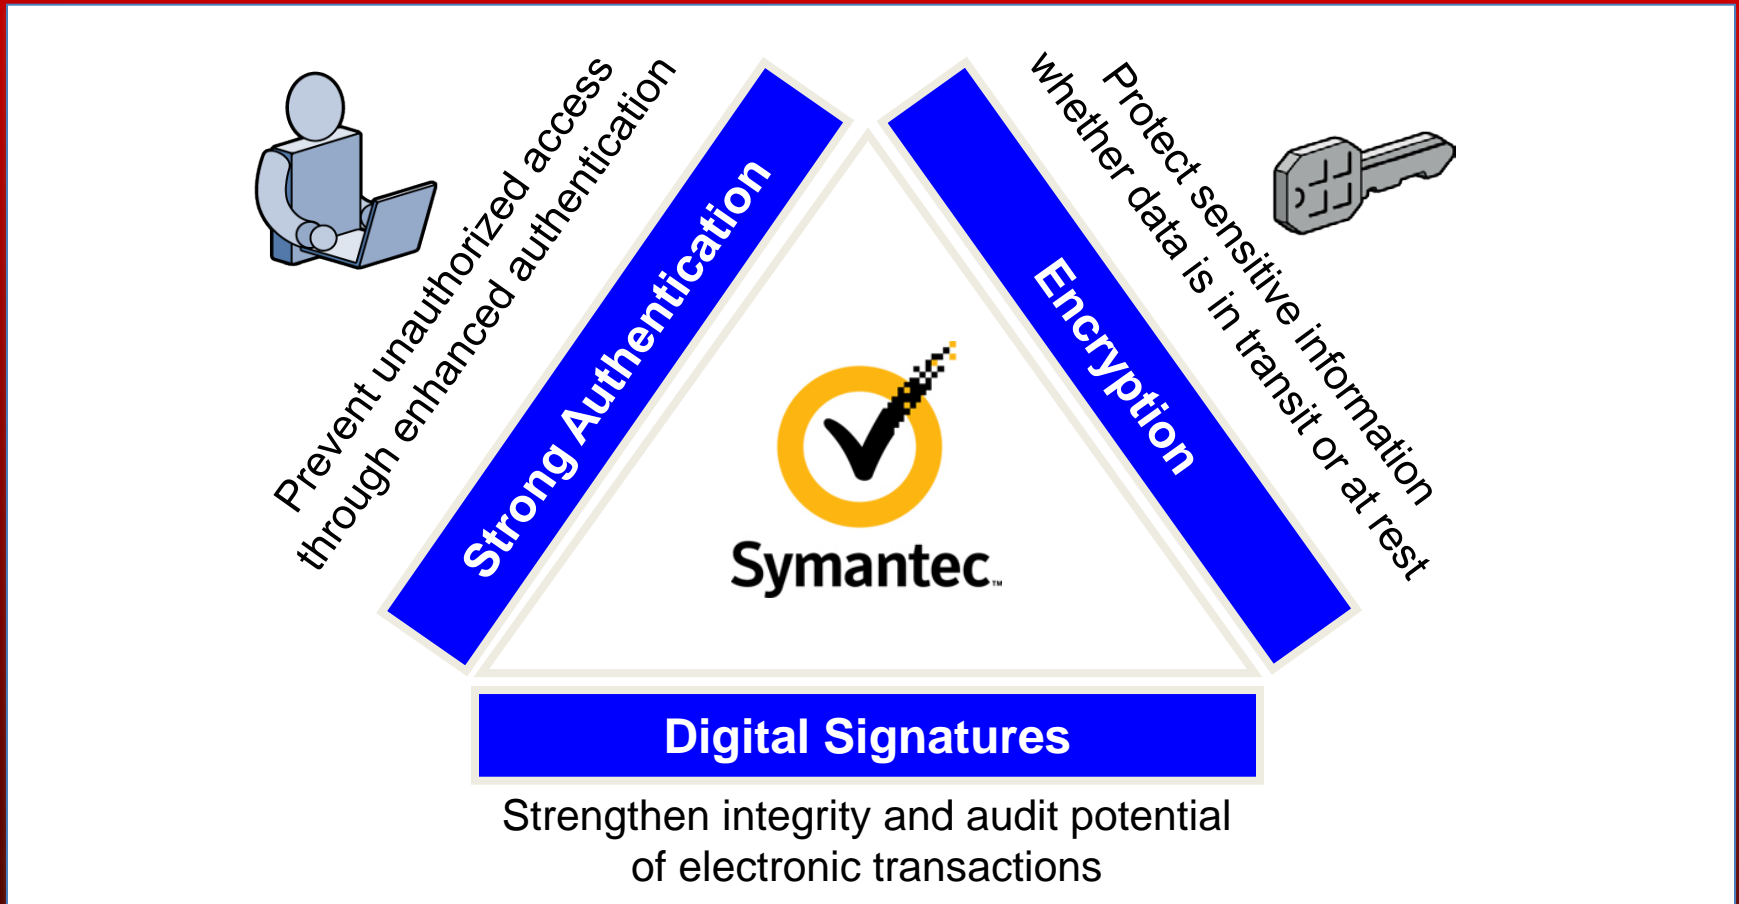 Prevent unauthorized access
through enhanced authentication
Strong Authentication
Protect sensitive information
whether data is in transit or at rest
Encryption
Symantec™
Digital Signatures
Strengthen integrity and audit potential
of electronic transactions